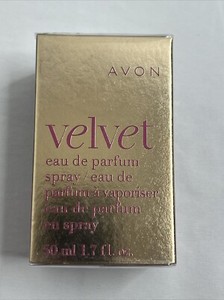 AVON
velvet
eau de parfum
spray · eau de
parfum à vaporiser
eau de parfum
en spray
50 ml 1.7 fl. oz.